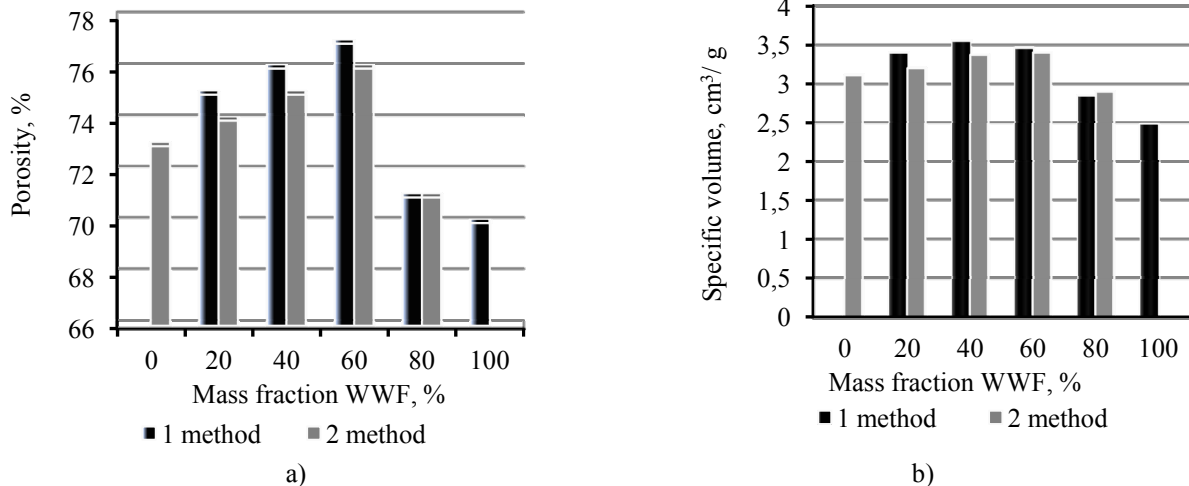 Porosity, %
78
76
74
72
70
68
66
0 20 40 60 80 100
Mass fraction WWF, %
1 method 2 method
a)
Specific volume, cm³/ g
4
3,5
3
2,5
2
1,5
1
0,5
0
0 20 40 60 80 100
Mass fraction WWF, %
1 method 2 method
b)